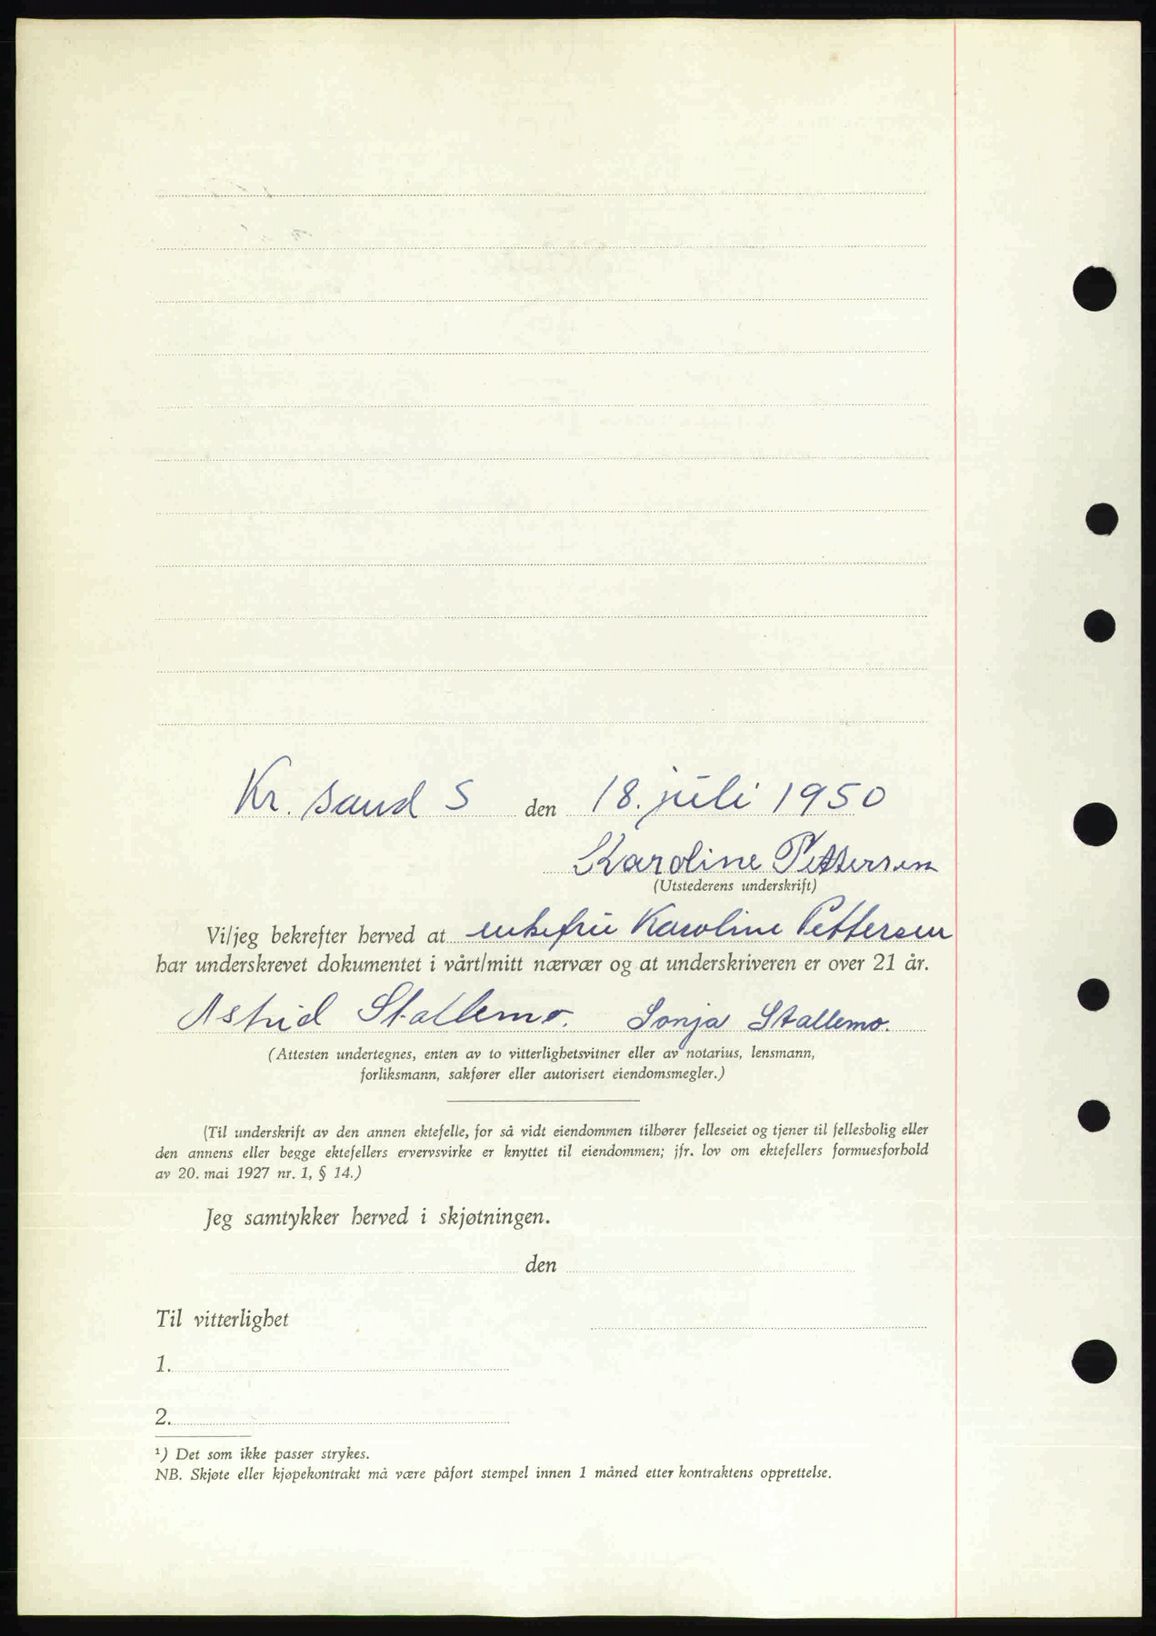 Kr. sand S den 18. juli 1950
Karoline Pettersen
(Utstederens underskrift)
Vi/jeg bekrefter herved at enkefru Karoline Pettersen
har underskrevet dokumentet i vårt/mitt nærvær og at underskriveren er over 21 år.
Astrid Stallemo. Sonja Stallemo.
(Attesten undertegnes, enten av to vitterlighetsvitner eller av notarius, lensmann,
forliksmann, sakfører eller autorisert eiendomsmegler.)
(Til underskrift av den annen ektefelle, for så vidt eiendommen tilhører felleseiet og tjener til fellesbolig eller
den annens eller begge ektefellers ervervsvirke er knyttet til eiendommen; jfr. lov om ektefellers formuesforhold
av 20. mai 1927 nr. 1, § 14.)
Jeg samtykker herved i skjøtningen.
den
Til vitterlighet
1.
2.
¹) Det som ikke passer strykes.
NB. Skjøte eller kjøpekontrakt må være påført stempel innen 1 måned etter kontraktens opprettelse.